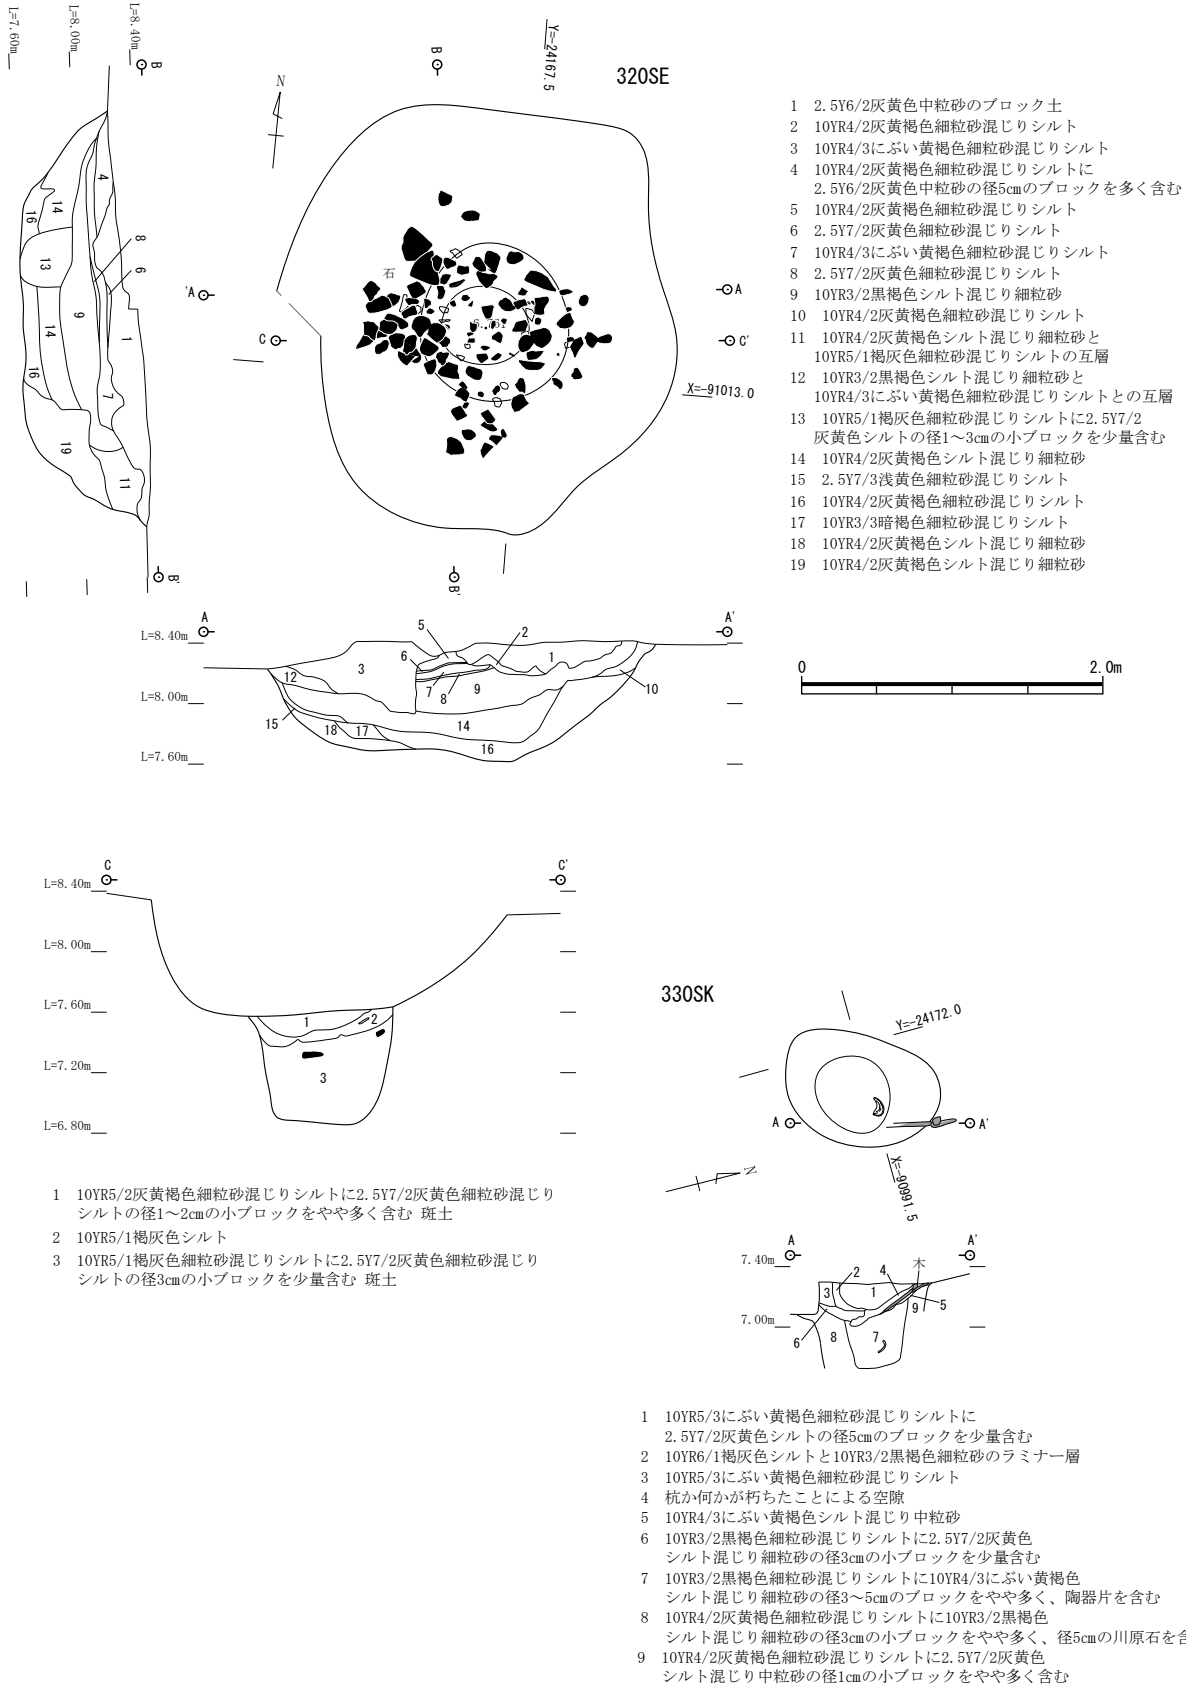 L=7.60m
L=8.00m
L=8.40m
B
B
Y=-24167.5
320SE
N
4
14
16
8
6
13
9
14
1
16
7
19
11
石
'A
A
C
C'
X=-91013.0
B'
B'
1 2.5Y6/2灰黄色中粒砂のブロック土
2 10YR4/2灰黄褐色細粒砂混じりシルト
3 10YR4/3にぶい黄褐色細粒砂混じりシルト
4 10YR4/2灰黄褐色細粒砂混じりシルトに
2.5Y6/2灰黄色中粒砂の径5cmのブロックを多く含む
5 10YR4/2灰黄褐色細粒砂混じりシルト
6 2.5Y7/2灰黄色細粒砂混じりシルト
7 10YR4/3にぶい黄褐色細粒砂混じりシルト
8 2.5Y7/2灰黄色細粒砂混じりシルト
9 10YR3/2黒褐色シルト混じり細粒砂
10 10YR4/2灰黄褐色細粒砂混じりシルト
11 10YR4/2灰黄褐色シルト混じり細粒砂と
10YR5/1褐灰色細粒砂混じりシルトの互層
12 10YR3/2黒褐色シルト混じり細粒砂と
10YR4/3にぶい黄褐色細粒砂混じりシルトとの互層
13 10YR5/1褐灰色細粒砂混じりシルトに2.5Y7/2
灰黄色シルトの径1～3cmの小ブロックを少量含む
14 10YR4/2灰黄褐色シルト混じり細粒砂
15 2.5Y7/3浅黄色細粒砂混じりシルト
16 10YR4/2灰黄褐色細粒砂混じりシルト
17 10YR3/3暗褐色細粒砂混じりシルト
18 10YR4/2灰黄褐色シルト混じり細粒砂
19 10YR4/2灰黄褐色シルト混じり細粒砂
A
A'
L=8.40m
L=8.00m
L=7.60m
5
2
1
6
3
12
7
8
9
10
15
18
17
14
16
0 2.0m
C
C'
L=8.40m
L=8.00m
L=7.60m
L=7.20m
L=6.80m
1
2
3
1 10YR5/2灰黄褐色細粒砂混じりシルトに2.5Y7/2灰黄色細粒砂混じり
シルトの径1～2cmの小ブロックをやや多く含む 斑土
2 10YR5/1褐灰色シルト
3 10YR5/1褐灰色細粒砂混じりシルトに2.5Y7/2灰黄色細粒砂混じり
シルトの径3cmの小ブロックを少量含む 斑土
330SK
Y=-24172.0
A
A'
N
X=-90991.5
A
A'
7.40m
7.00m
木
2
4
3
1
9
5
6
8
7
1 10YR5/3にぶい黄褐色細粒砂混じりシルトに
2.5Y7/2灰黄色シルトの径5cmのブロックを少量含む
2 10YR6/1褐灰色シルトと10YR3/2黒褐色細粒砂のラミナー層
3 10YR5/3にぶい黄褐色細粒砂混じりシルト
4 杭か何かが朽ちたことによる空隙
5 10YR4/3にぶい黄褐色シルト混じり中粒砂
6 10YR3/2黒褐色細粒砂混じりシルトに2.5Y7/2灰黄色
シルト混じり細粒砂の径3cmの小ブロックを少量含む
7 10YR3/2黒褐色細粒砂混じりシルトに10YR4/3にぶい黄褐色
シルト混じり細粒砂の径3～5cmのブロックをやや多く、陶器片を含む
8 10YR4/2灰黄褐色細粒砂混じりシルトに10YR3/2黒褐色
シルト混じり細粒砂の径3cmの小ブロックをやや多く、径5cmの川原石を含
9 10YR4/2灰黄褐色細粒砂混じりシルトに2.5Y7/2灰黄色
シルト混じり中粒砂の径1cmの小ブロックをやや多く含む